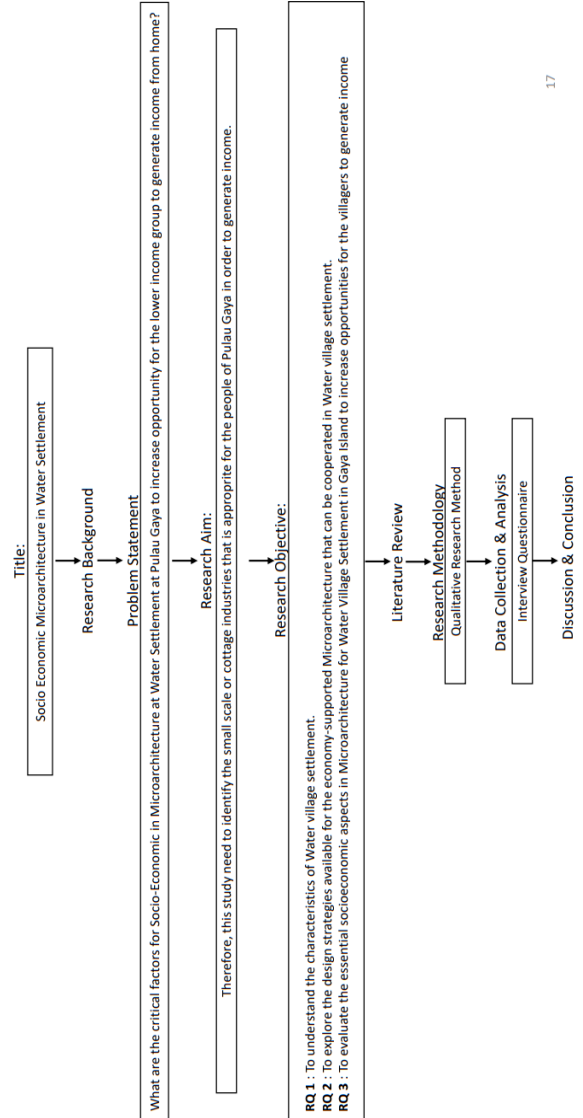 Title:
Socio Economic Microarchitecture in Water Settlement
Research Background
Problem Statement
What are the critical factors for Socio-Economic in Microarchitecture at Water Settlement at Pulau Gaya to increase opportunity for the lower income group to generate income from home?
Research Aim:
Therefore, this study need to identify the small scale or cottage industries that is approprite for the people of Pulau Gaya in order to generate income.
Research Objective:
RQ 1 : To understand the characteristics of Water village settlement.
RQ 2 : To explore the design strategies available for the economy-supported Microarchitecture that can be cooperated in Water village settlement.
RQ 3 : To evaluate the essential socioeconomic aspects in Microarchitecture for Water Village Settlement in Gaya Island to increase opportunities for the villagers to generate income
Literature Review
Research Methodology
Qualitative Research Method
Data Collection & Analysis
Interview Questionnaire
Discussion & Conclusion
17